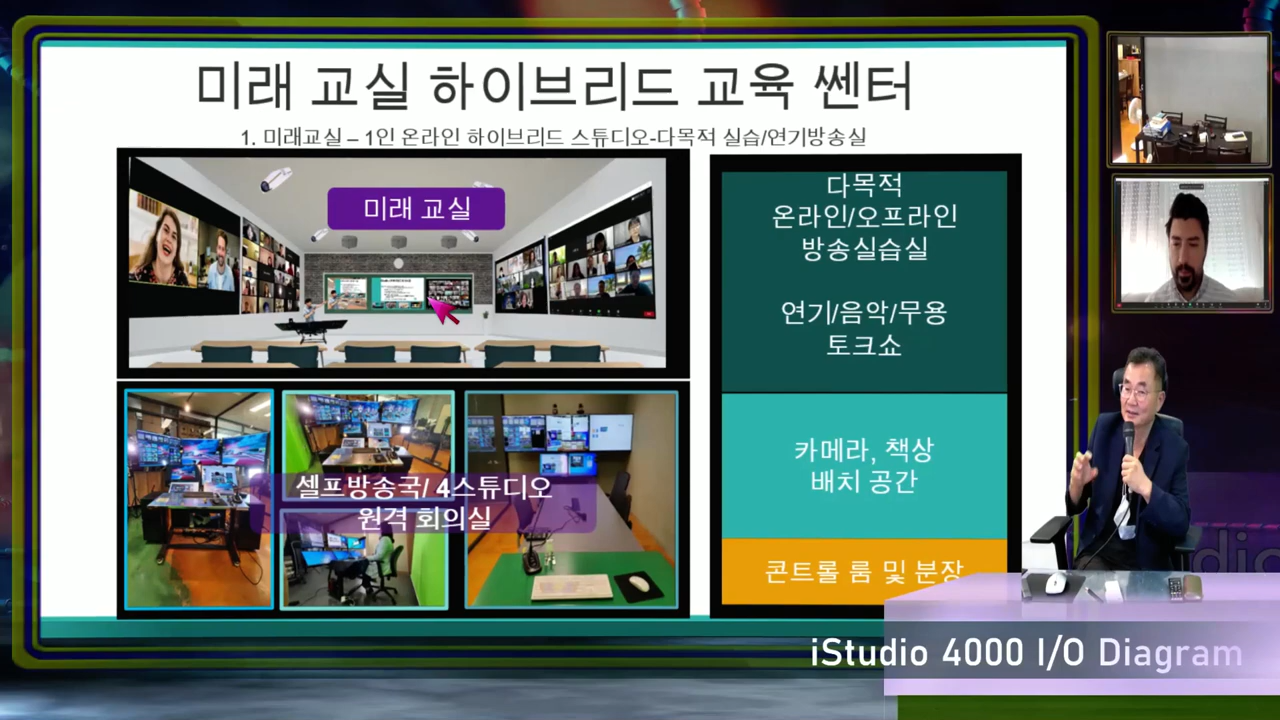 미래 교실 하이브리드 교육 쎈터
1. 미래교실 – 1인 온라인 하이브리드 스튜디오-다목적 실습/연기방송실
미래 교실
셀프방송국/ 4스튜디오
원격 회의실
다목적
온라인/오프라인
방송실습실
연기/음악/무용
토크쇼
카메라, 책상
배치 공간
콘트롤 룸 및 분장
iStudio 4000 I/O Diagram